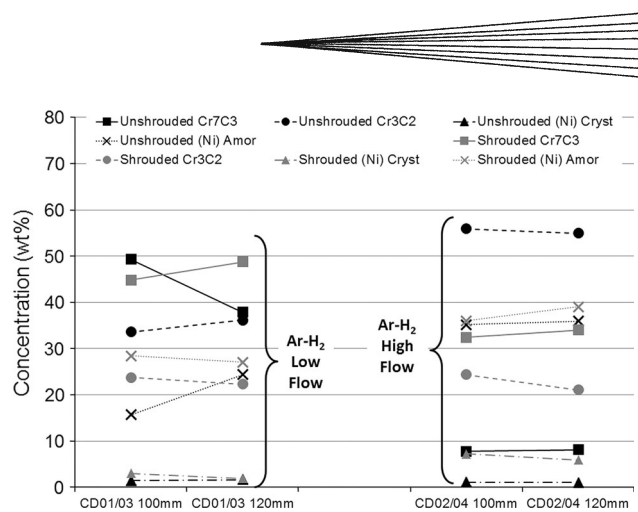 80
70
60
50
40
30
20
10
0
Concentration (wt%)
Unshrouded Cr7C3
Unshrouded Cr3C2
Unshrouded (Ni) Cryst
Unshrouded (Ni) Amor
Shrouded Cr7C3
Shrouded Cr3C2
Shrouded (Ni) Cryst
Shrouded (Ni) Amor
Ar-H₂
Low
Flow
Ar-H₂
High
Flow
CD01/03 100mm
CD01/03 120mm
CD02/04 100mm
CD02/04 120mm